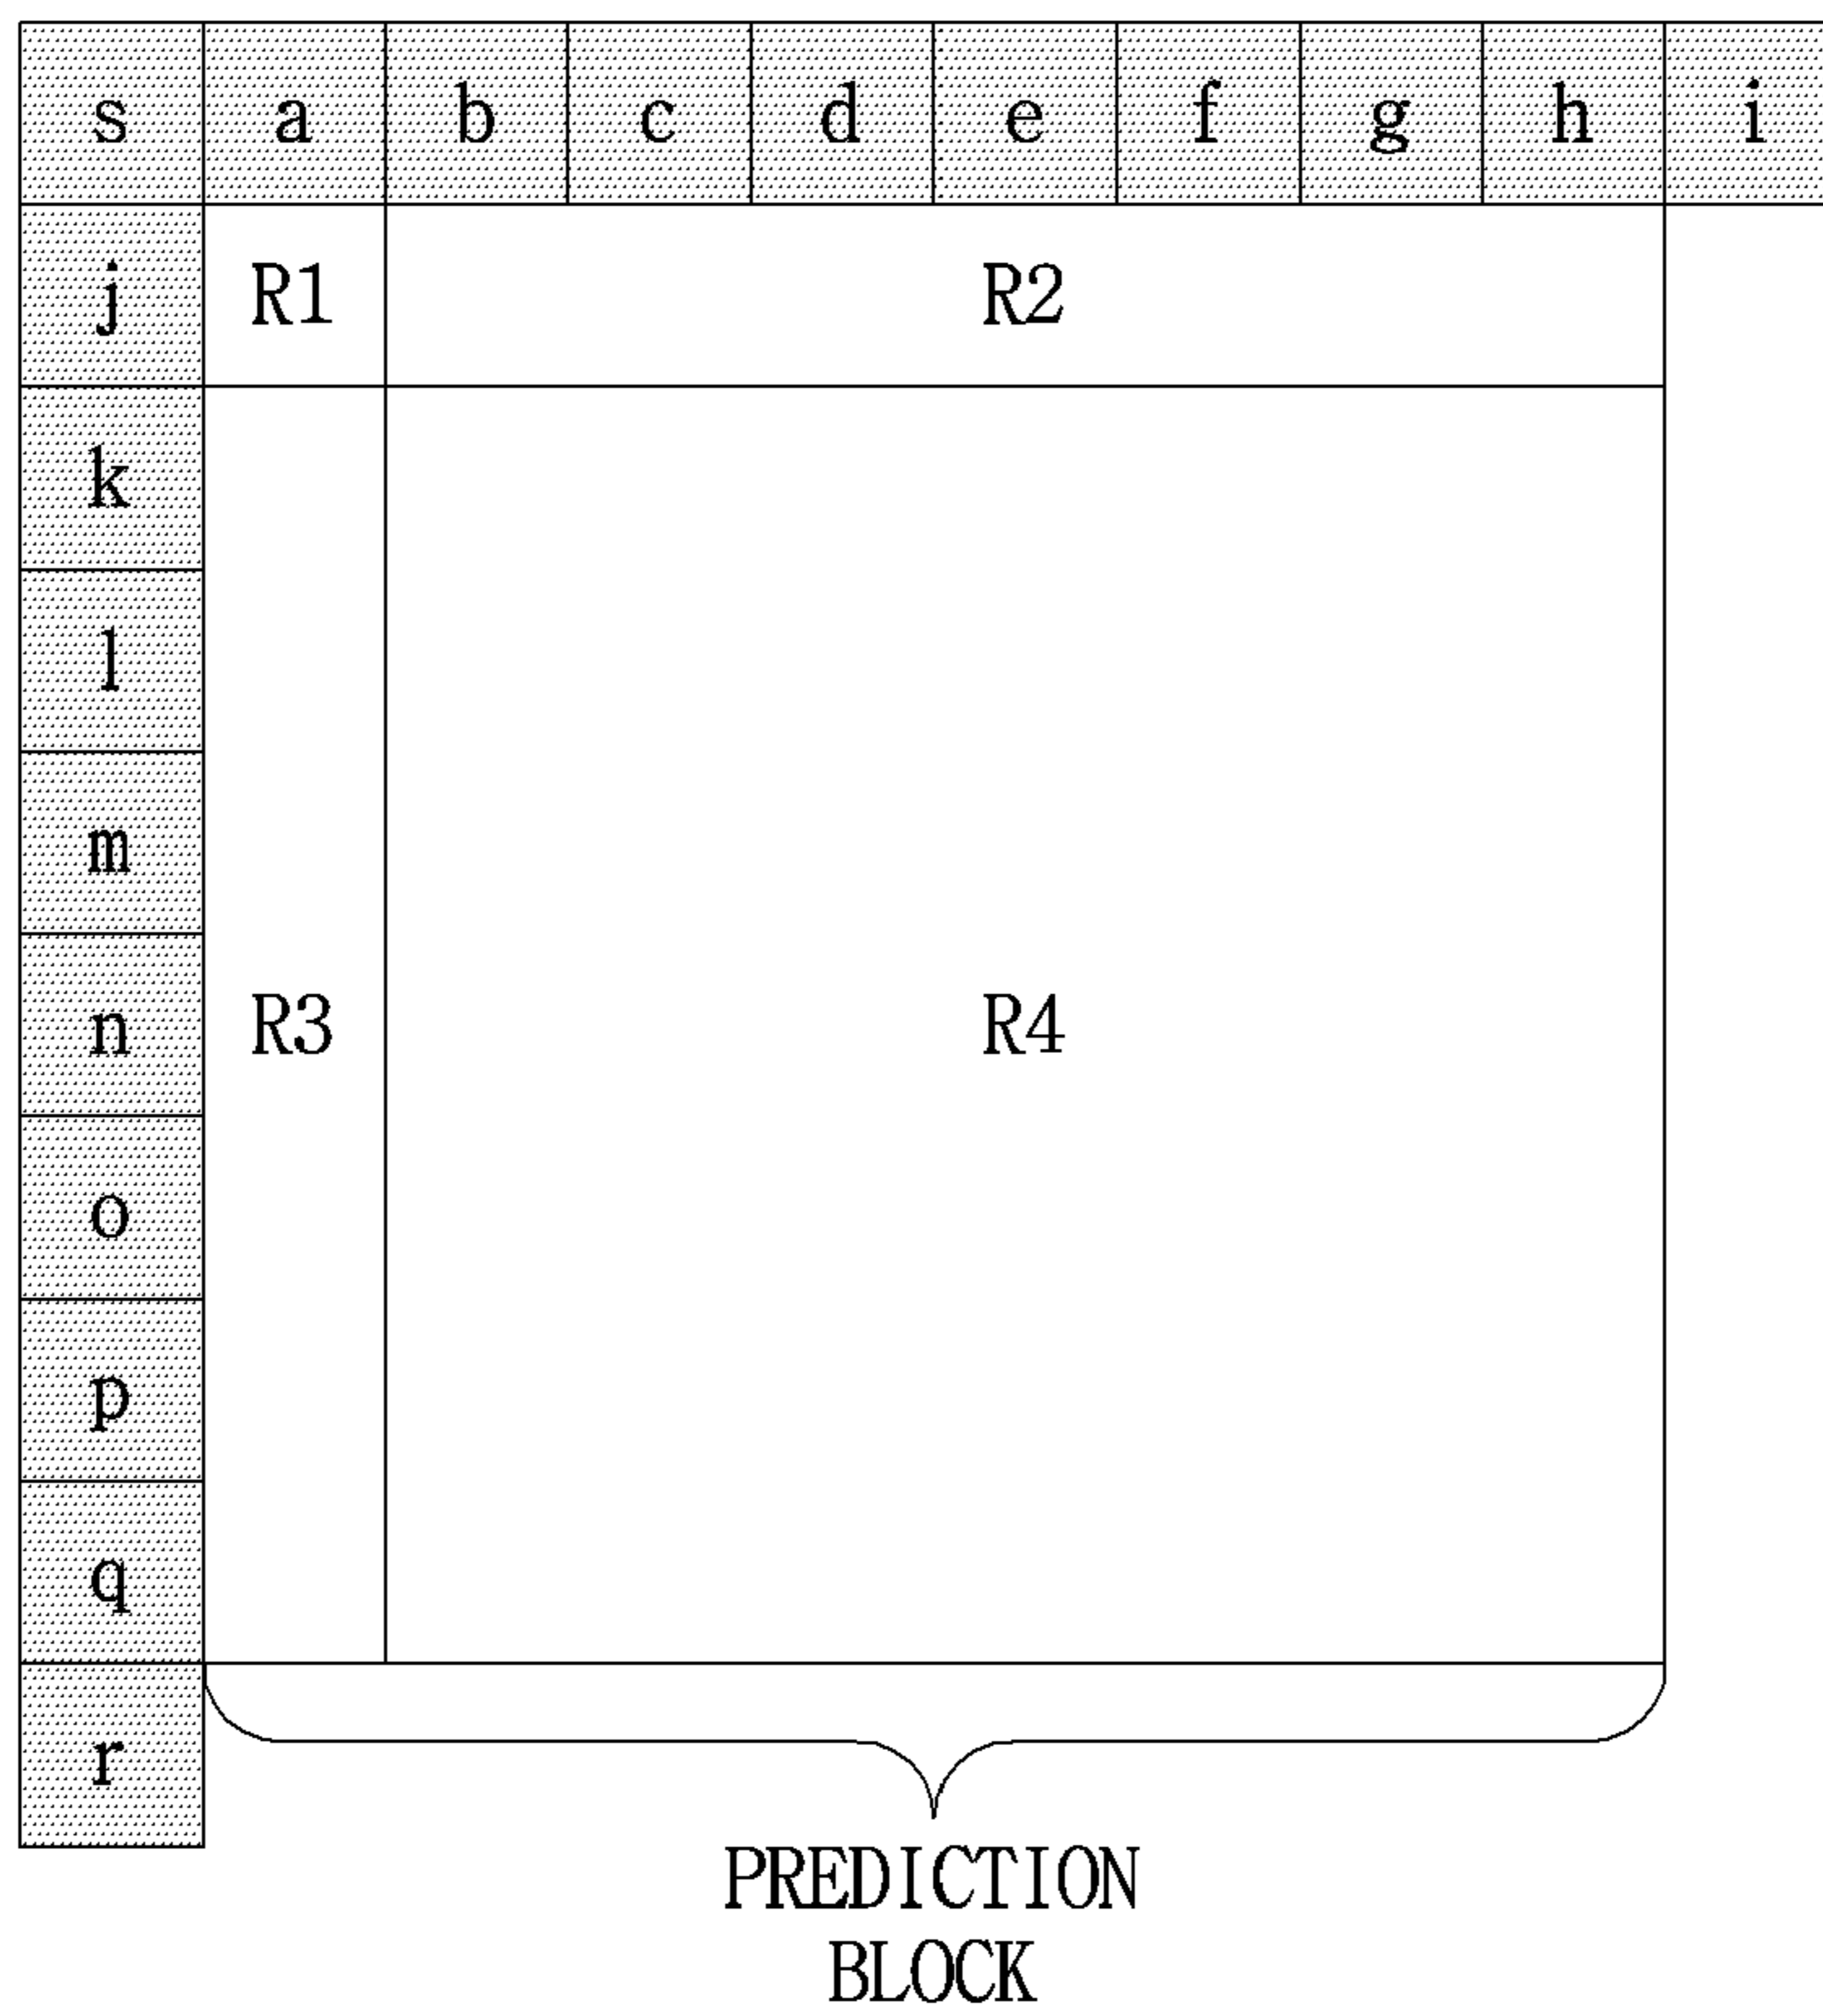 s a b c d e f g h i
j R1 R2
k
l
m
n R3 R4
o
p
q
r
PREDICTION
BLOCK